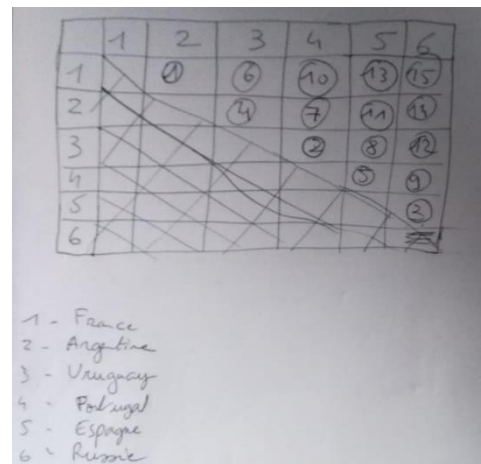 1 2 3 4 5 6
1 1 6 10 13 15
2 4 7 11 14
3 2 8 12
4 5 9
5 3
6
1 - France
2 - Argentine
3 - Uruguay
4 - Portugal
5 - Espagne
6 - Russie